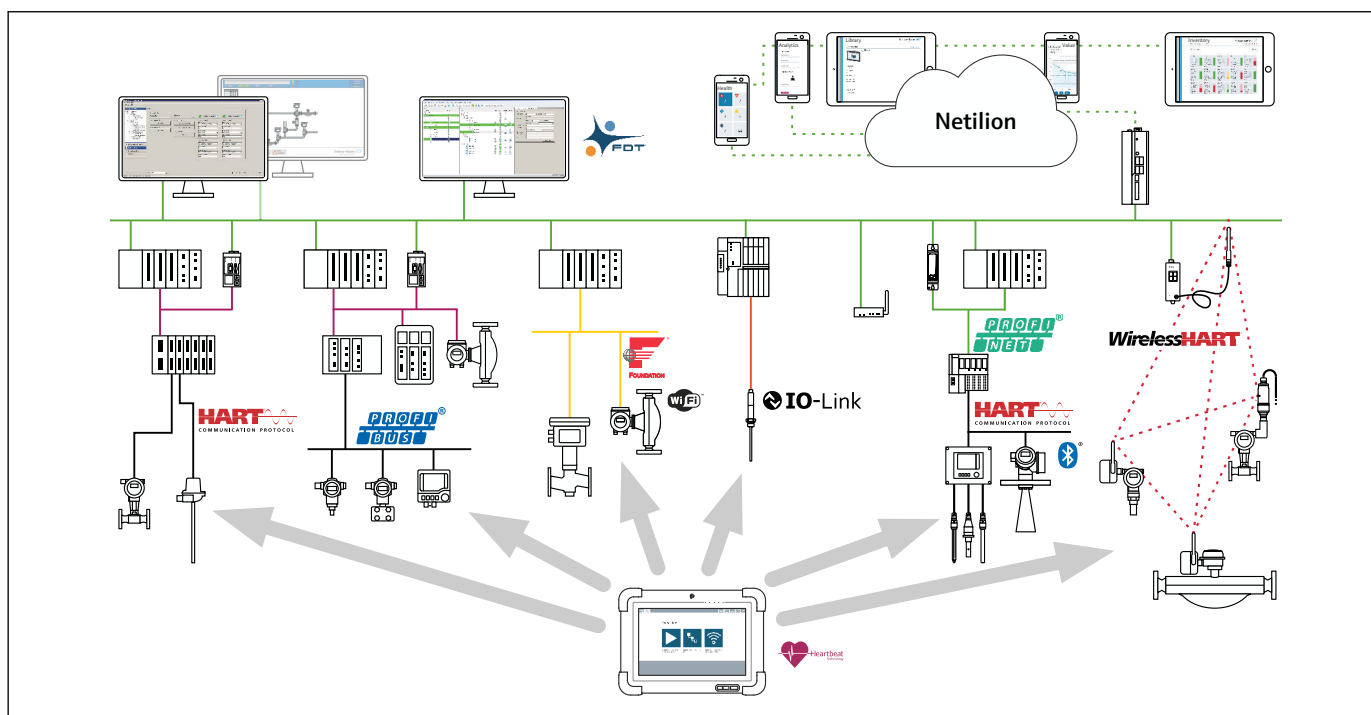 Analytics
Library
Value
Inventory
Health
Netilion
FDT
PROFI
NET
WirelessHART
FOUNDATION
WiFi
IO-Link
HART
COMMUNICATION PROTOCOL
PROFI
BUS
HART
COMMUNICATION PROTOCOL
Heartbeat
Technology